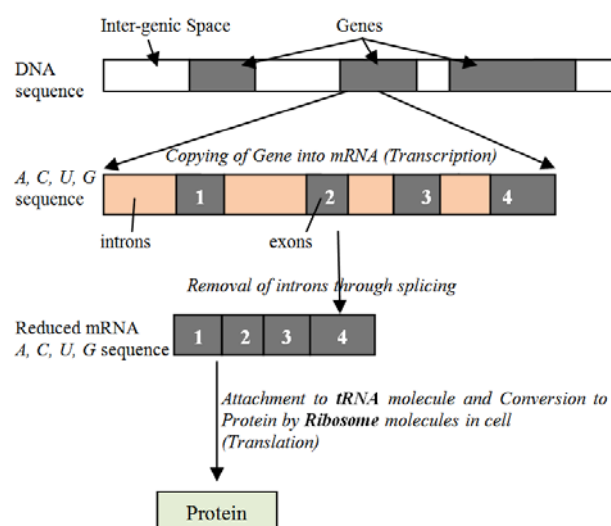 Inter-genic Space
Genes
DNA
sequence
Copying of Gene into mRNA (Transcription)
A, C, U, G
sequence
1
2
3
4
introns
exons
Removal of introns through splicing
Reduced mRNA
A, C, U, G sequence
1
2
3
4
Attachment to tRNA molecule and Conversion to
Protein by Ribosome molecules in cell
(Translation)
Protein